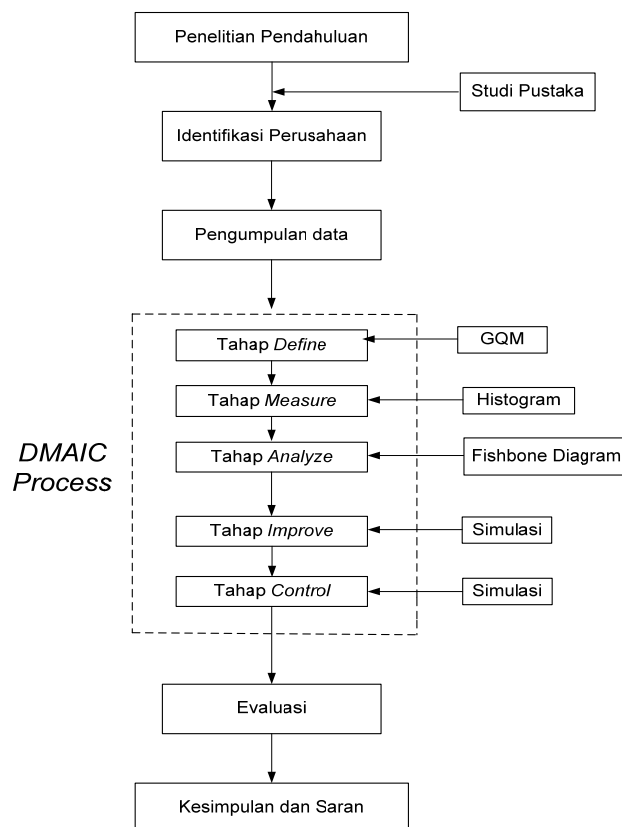 Penelitian Pendahuluan
Studi Pustaka
Identifikasi Perusahaan
Pengumpulan data
DMAIC
Process
Tahap Define
GQM
Tahap Measure
Histogram
Tahap Analyze
Fishbone Diagram
Tahap Improve
Simulasi
Tahap Control
Simulasi
Evaluasi
Kesimpulan dan Saran